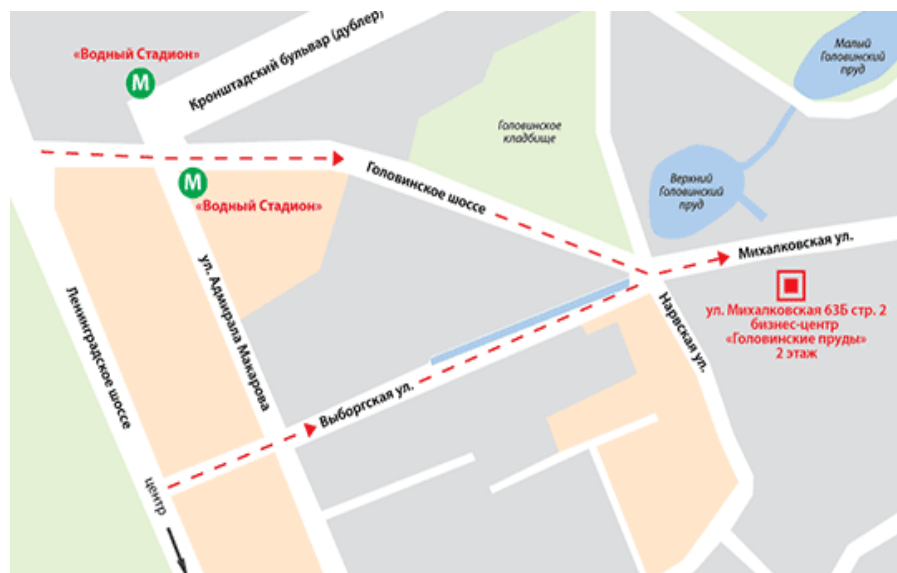 «Водный Стадион»
М
Кронштадский бульвар (дублер)
Малый
Головинский
пруд
Головинское
кладбище
М
«Водный Стадион»
Головинское шоссе
Верхний
Головинский
пруд
Михалковская ул.
ул. Михалковская 63Б стр. 2
бизнес-центр
«Головинские пруды»
2 этаж
Ленинградское шоссе
ул. Адмирала Макарова
Нарвская ул.
Выборгская ул.
центр